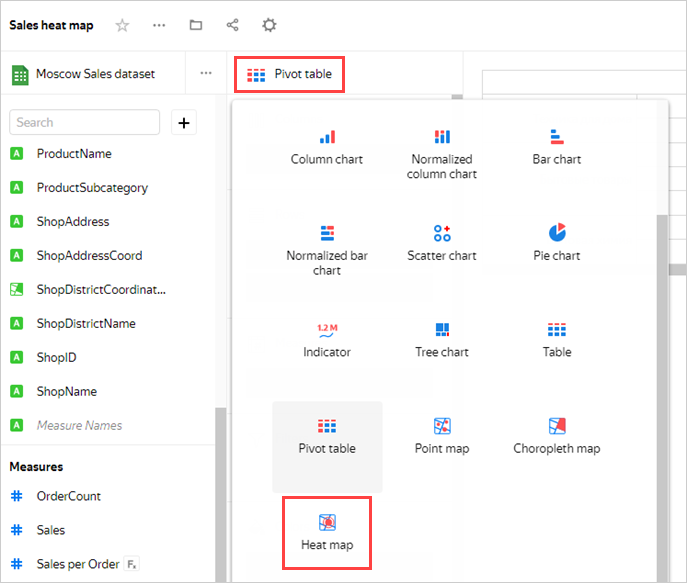 Sales heat map
Moscow Sales dataset
Pivot table
Search
ProductName
ProductSubcategory
ShopAddress
ShopAddressCoord
ShopDistrictCoordinat...
ShopDistrictName
ShopID
ShopName
Measure Names
Measures
OrderCount
Sales
Sales per Order
Column chart
Normalized
column chart
Bar chart
Normalized bar
chart
Scatter chart
Pie chart
1.2 M
Indicator
Tree chart
Table
Pivot table
Point map
Choropleth map
Heat map